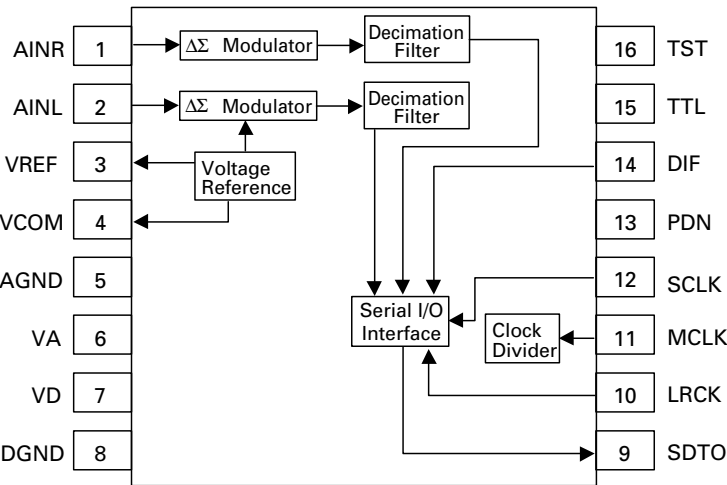 AINR 1 ΔΣ Modulator Decimation Filter 16 TST
AINL 2 ΔΣ Modulator Decimation Filter 15 TTL
VREF 3 Voltage Reference 14 DIF
VCOM 4 13 PDN
AGND 5 12 SCLK
VA 6 Serial I/O Interface Clock Divider 11 MCLK
VD 7 10 LRCK
DGND 8 9 SDTO